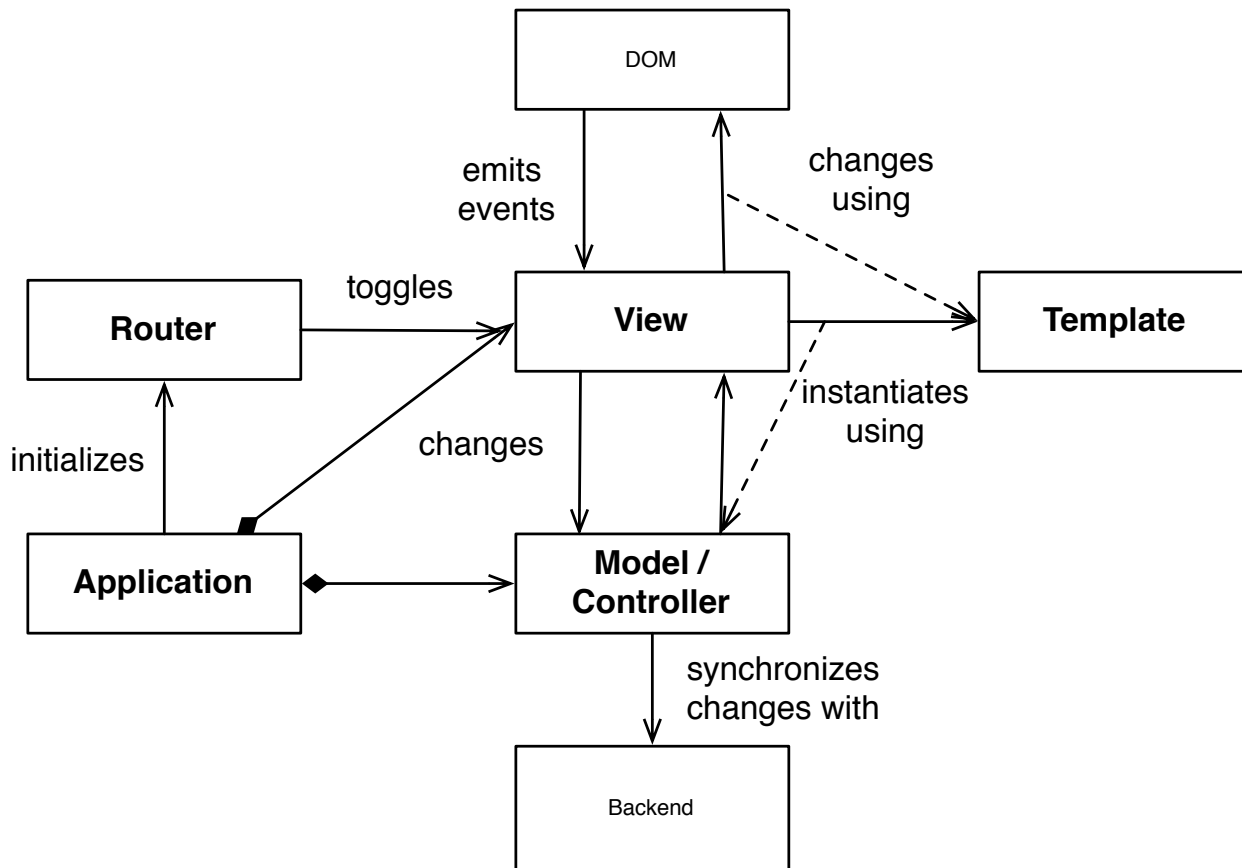 DOM
emits
events
changes
using
toggles
Router
View
Template
instantiates
using
changes
initializes
Application
Model /
Controller
synchronizes
changes with
Backend